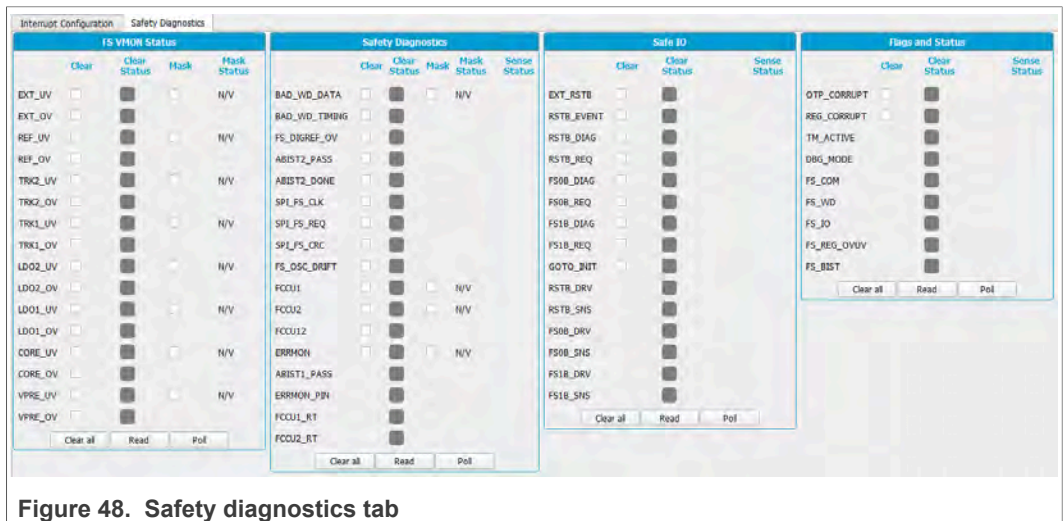 Interrupt Configuration Safety Diagnostics
FS VMON Status
Clear Clear Status Mask Mask Status
EXT_UV N/V
EXT_OV
REF_UV N/V
REF_OV
TRK2_UV N/V
TRK2_OV
TRK1_UV N/V
TRK1_OV
LDO2_UV N/V
LDO2_OV
LDO1_UV N/V
LDO1_OV
CORE_UV N/V
CORE_OV
VPRE_UV N/V
VPRE_OV
Clear all Read Poll
Safety Diagnostics
Clear Clear Status Mask Mask Status Sense Status
BAD_WD_DATA N/V
BAD_WD_TIMING
FS_DIGREF_OV
ABIST2_PASS
ABIST2_DONE
SPI_FS_CLK
SPI_FS_REQ
SPI_FS_CRC
FS_OSC_DRIFT
FCCU1 N/V
FCCU2 N/V
FCCU12
ERRMON N/V
ABIST1_PASS
ERRMON_PIN
FCCU1_RT
FCCU2_RT
Clear all Read Poll
Safe IO
Clear Clear Status Sense Status
EXT_RSTB
RSTB_EVENT
RSTB_DIAG
RSTB_REQ
FS0B_DIAG
FS0B_REQ
FS1B_DIAG
FS1B_REQ
GOTO_INIT
RSTB_DRV
RSTB_SNS
FS0B_DRV
FS0B_SNS
FS1B_DRV
FS1B_SNS
Clear all Read Poll
Flags and Status
Clear Clear Status Sense Status
OTP_CORRUPT
REG_CORRUPT
TM_ACTIVE
DBG_MODE
FS_COM
FS_WD
FS_IO
FS_REG_OVUV
FS_BIST
Clear all Read Poll
Figure 48. Safety diagnostics tab